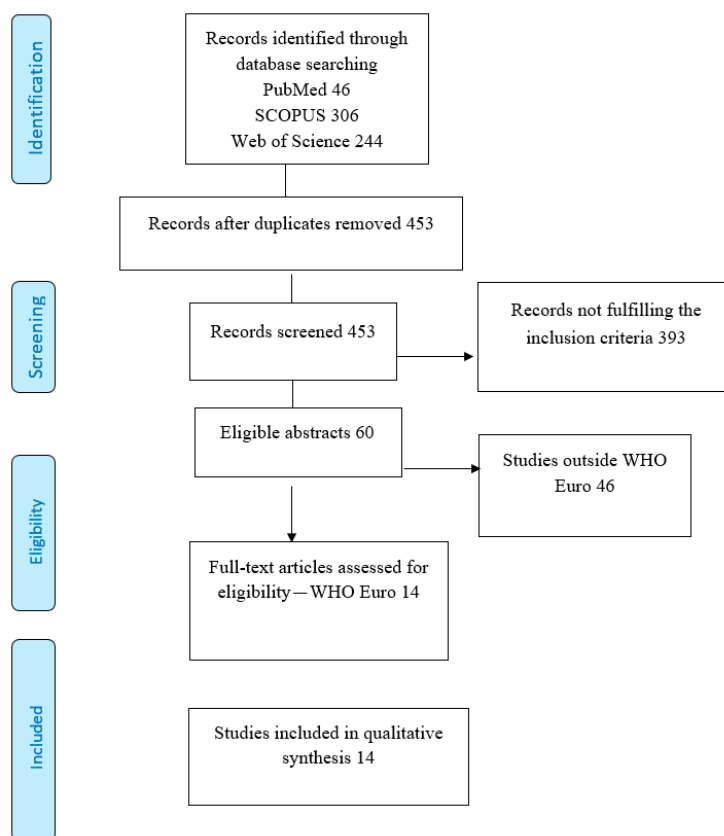 Identification
Records identified through
database searching
PubMed 46
SCOPUS 306
Web of Science 244
Records after duplicates removed 453
Screening
Records screened 453
Records not fulfilling the
inclusion criteria 393
Eligible abstracts 60
Eligibility
Studies outside WHO
Euro 46
Full-text articles assessed for
eligibility—WHO Euro 14
Included
Studies included in qualitative
synthesis 14